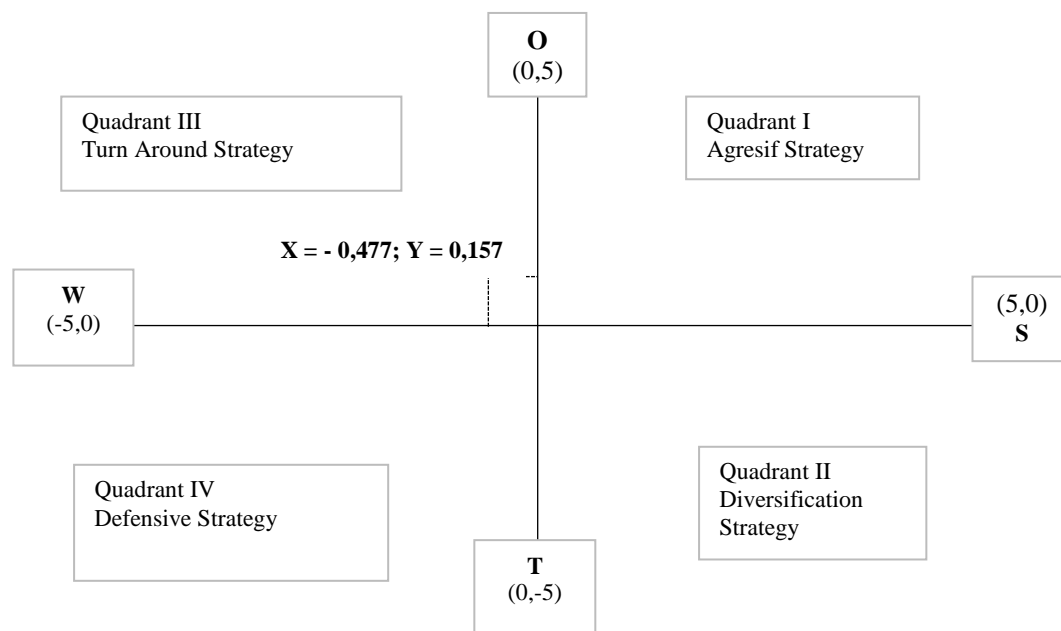 O
(0,5)
Quadrant III
Turn Around Strategy
Quadrant I
Agresif Strategy
X = - 0,477; Y = 0,157
W
(-5,0)
(5,0)
S
Quadrant IV
Defensive Strategy
Quadrant II
Diversification
Strategy
T
(0,-5)